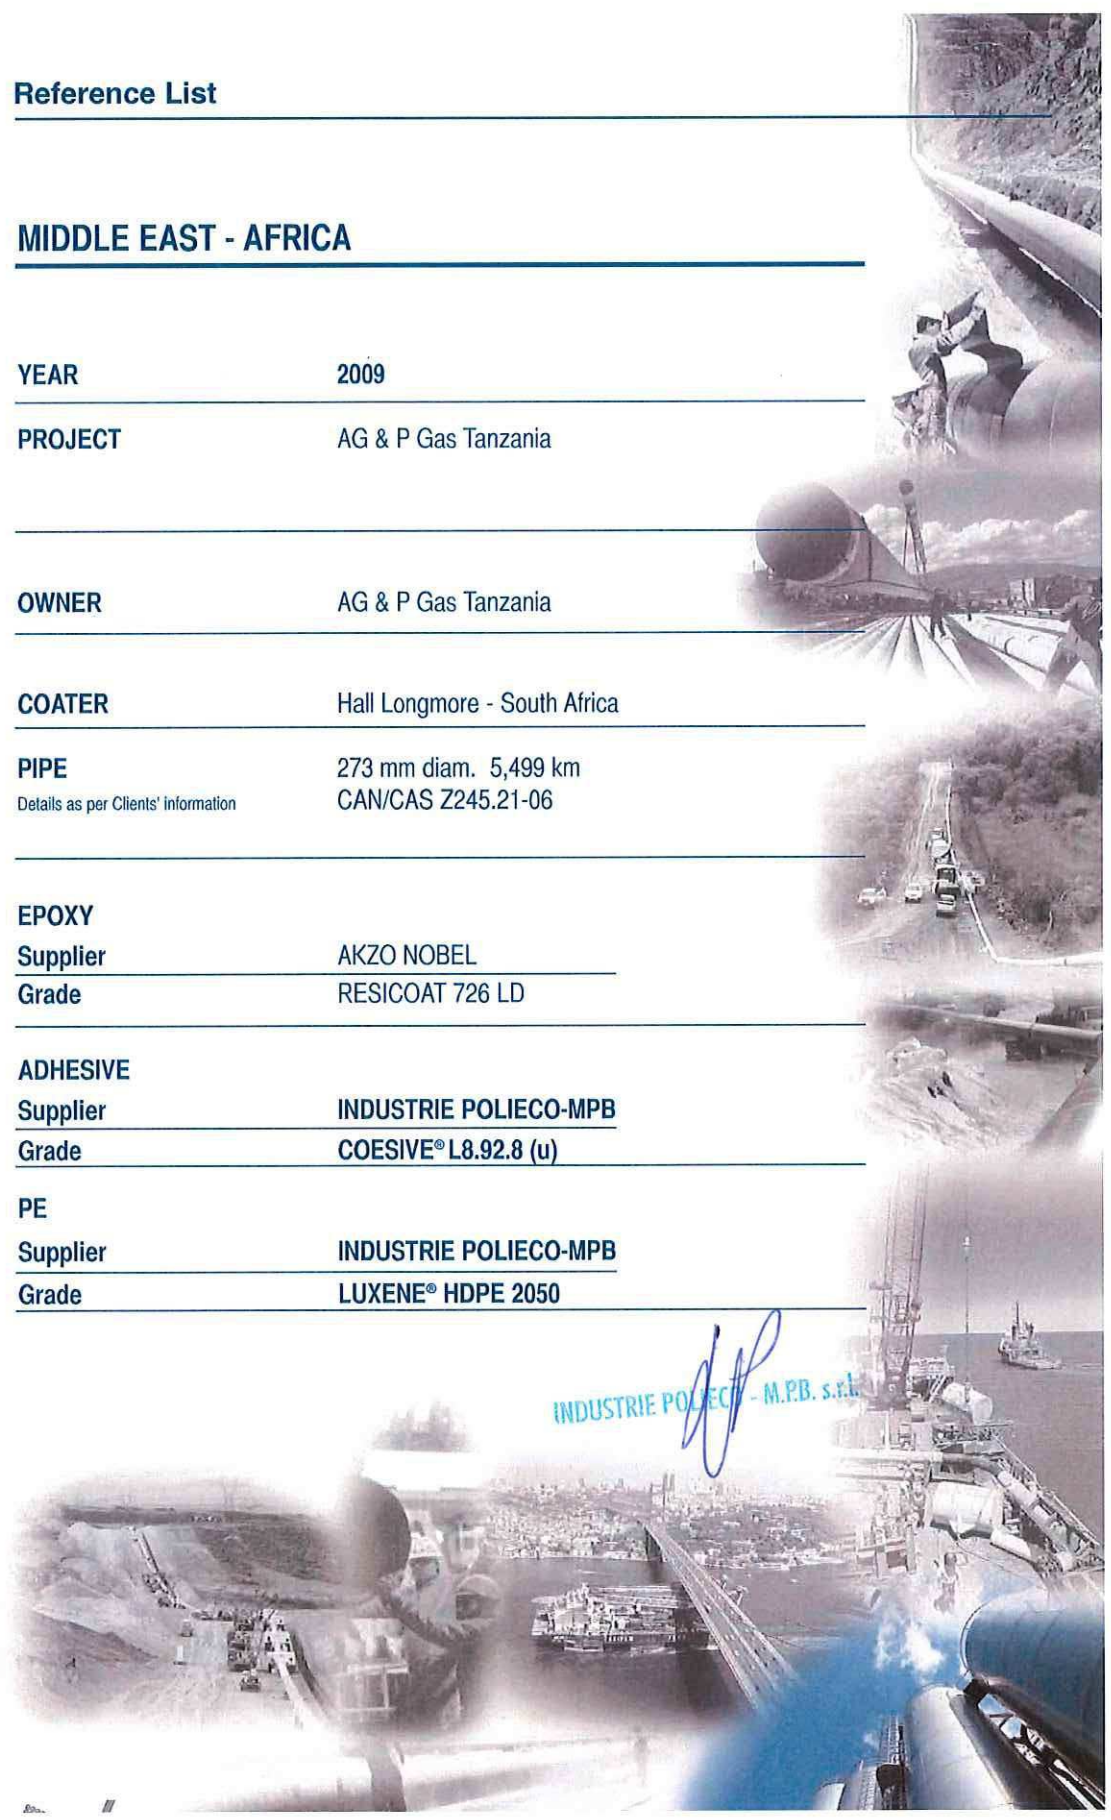 Reference List
MIDDLE EAST - AFRICA
YEAR 2009
PROJECT AG & P Gas Tanzania
OWNER AG & P Gas Tanzania
COATER Hall Longmore - South Africa
PIPE 273 mm diam. 5,499 km
Details as per Clients' information CAN/CAS Z245.21-06
EPOXY
Supplier AKZO NOBEL
Grade RESICOAT 726 LD
ADHESIVE
Supplier INDUSTRIE POLIECO-MPB
Grade COESIVE® L8.92.8 (u)
PE
Supplier INDUSTRIE POLIECO-MPB
Grade LUXENE® HDPE 2050
INDUSTRIE POLIECO - M.P.B. s.r.l.